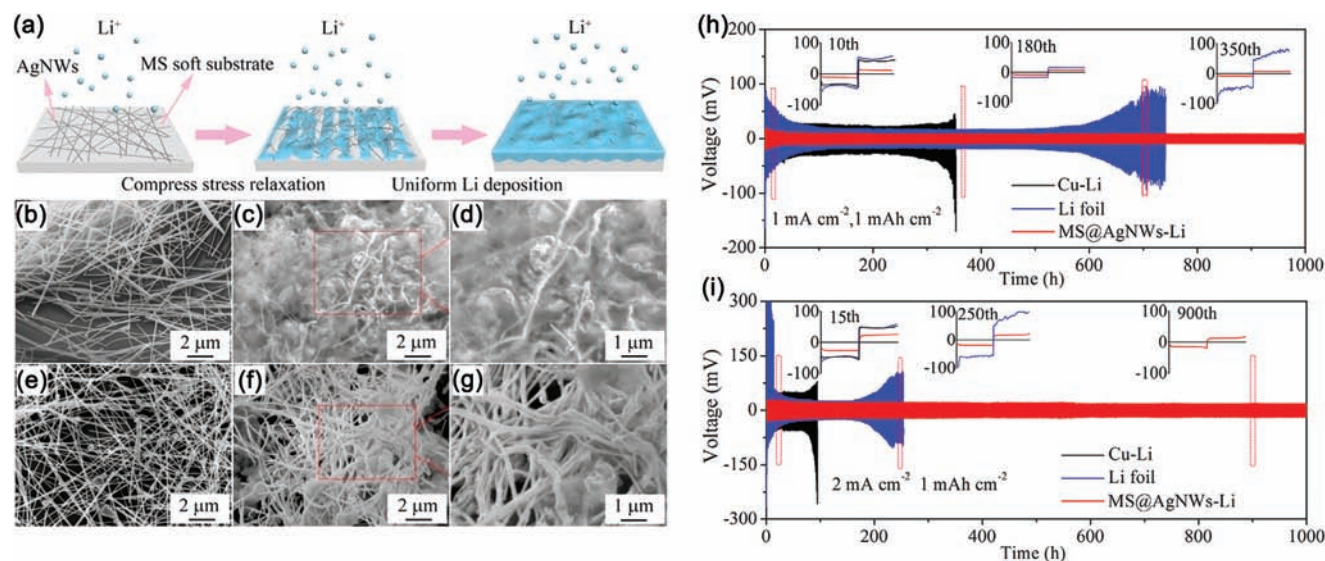 (a)
Li⁺
Li⁺
Li⁺
AgNWs
MS soft substrate
Compress stress relaxation
Uniform Li deposition
(b)
2 μm
(c)
2 μm
(d)
1 μm
(e)
2 μm
(f)
2 μm
(g)
1 μm
(h)
200
100
0
-100
-200
Voltage (mV)
100
0
-100
10th
100
0
-100
180th
100
0
-100
350th
Cu-Li
Li foil
MS@AgNWs-Li
1 mA cm⁻²,1 mAh cm⁻²
0 200 400 600 800 1000
Time (h)
(i)
300
150
0
-150
-300
Voltage (mV)
100
0
-100
15th
100
0
-100
250th
100
0
-100
900th
Cu-Li
Li foil
MS@AgNWs-Li
2 mA cm⁻² 1 mAh cm⁻²
0 200 400 600 800 1000
Time (h)